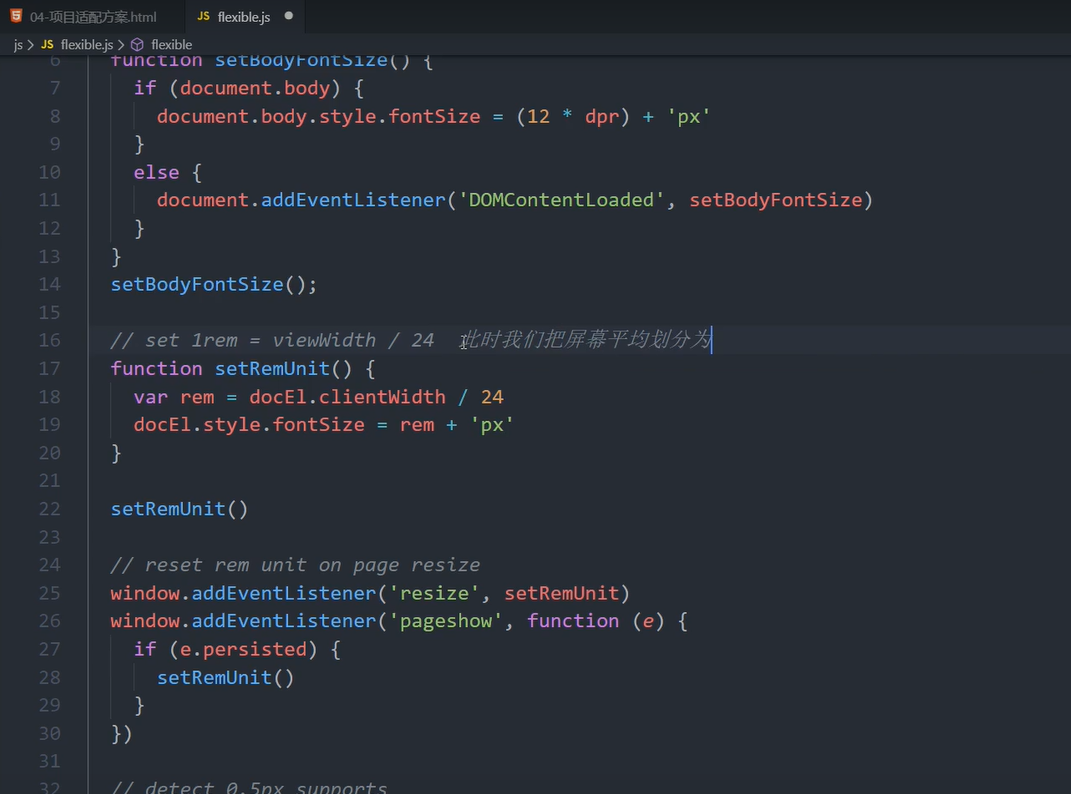 04-项目适配方案.html
JS flexible.js
js > JS flexible.js > flexible
6 function setBodyFontSize() {
7 if (document.body) {
8 document.body.style.fontSize = (12 * dpr) + 'px'
9 }
10 else {
11 document.addEventListener('DOMContentLoaded', setBodyFontSize)
12 }
13 }
14 setBodyFontSize();
15
16 // set 1rem = viewWidth / 24 此时我们把屏幕平均划分为
17 function setRemUnit() {
18 var rem = docEl.clientWidth / 24
19 docEl.style.fontSize = rem + 'px'
20 }
21
22 setRemUnit()
23
24 // reset rem unit on page resize
25 window.addEventListener('resize', setRemUnit)
26 window.addEventListener('pageshow', function (e) {
27 if (e.persisted) {
28 setRemUnit()
29 }
30 })
31
32 // detect 0.5px supports